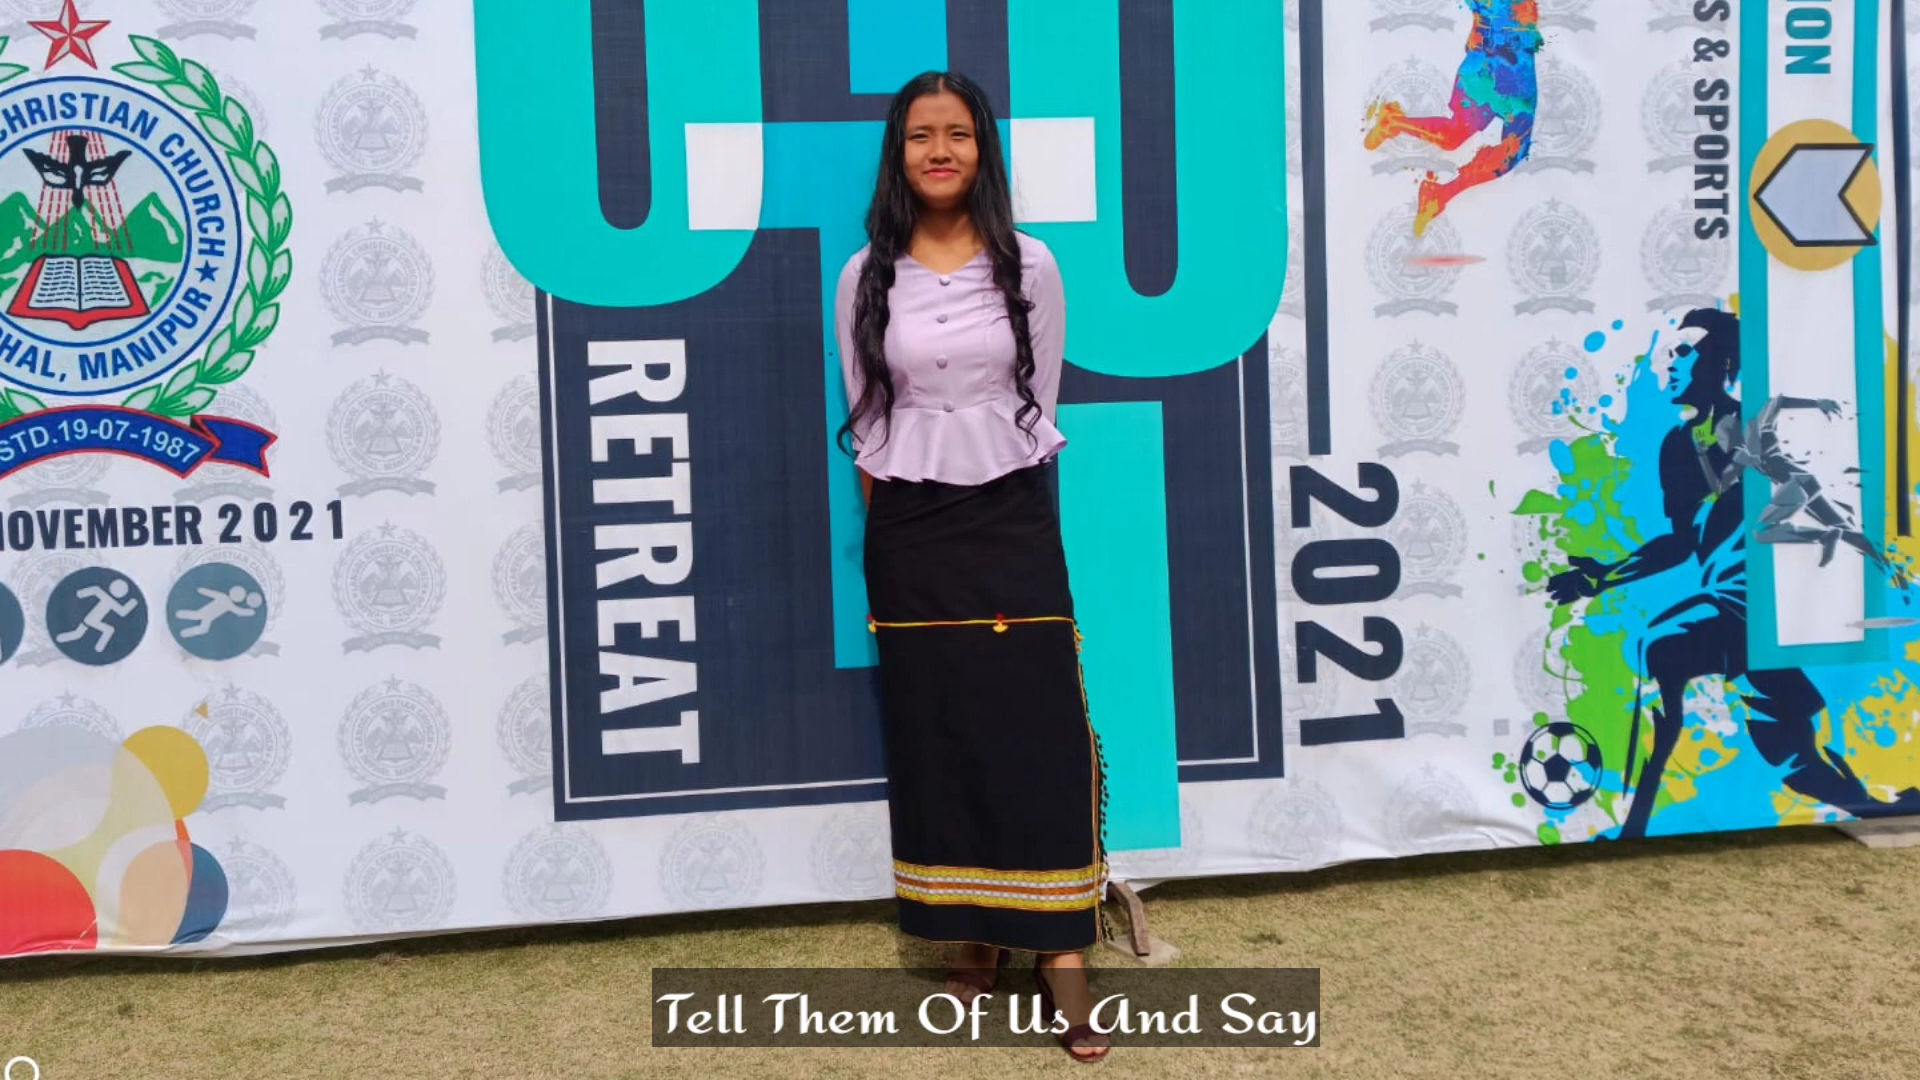 CHRISTIAN CHURCH
HAL, MANIPUR
STD.19-07-1987
NOVEMBER 2021
RETREAT
2021
S & SPORTS
ION
Tell Them Of Us And Say